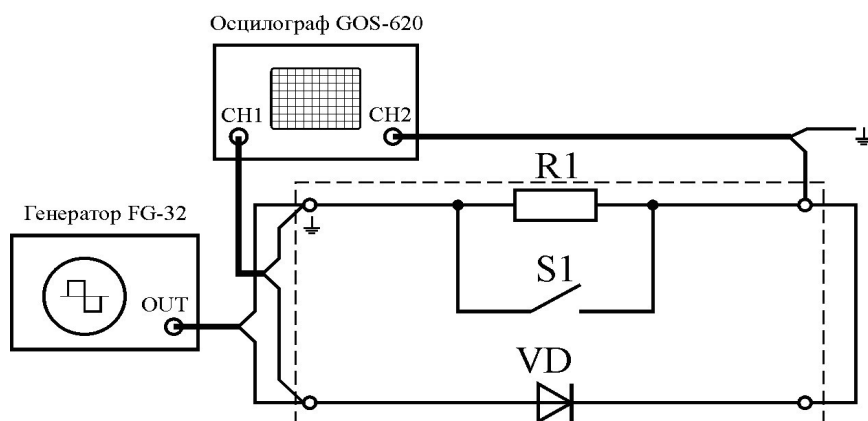 Осцилограф GOS-620
CH1
CH2
R1
Генератор FG-32
S1
OUT
VD